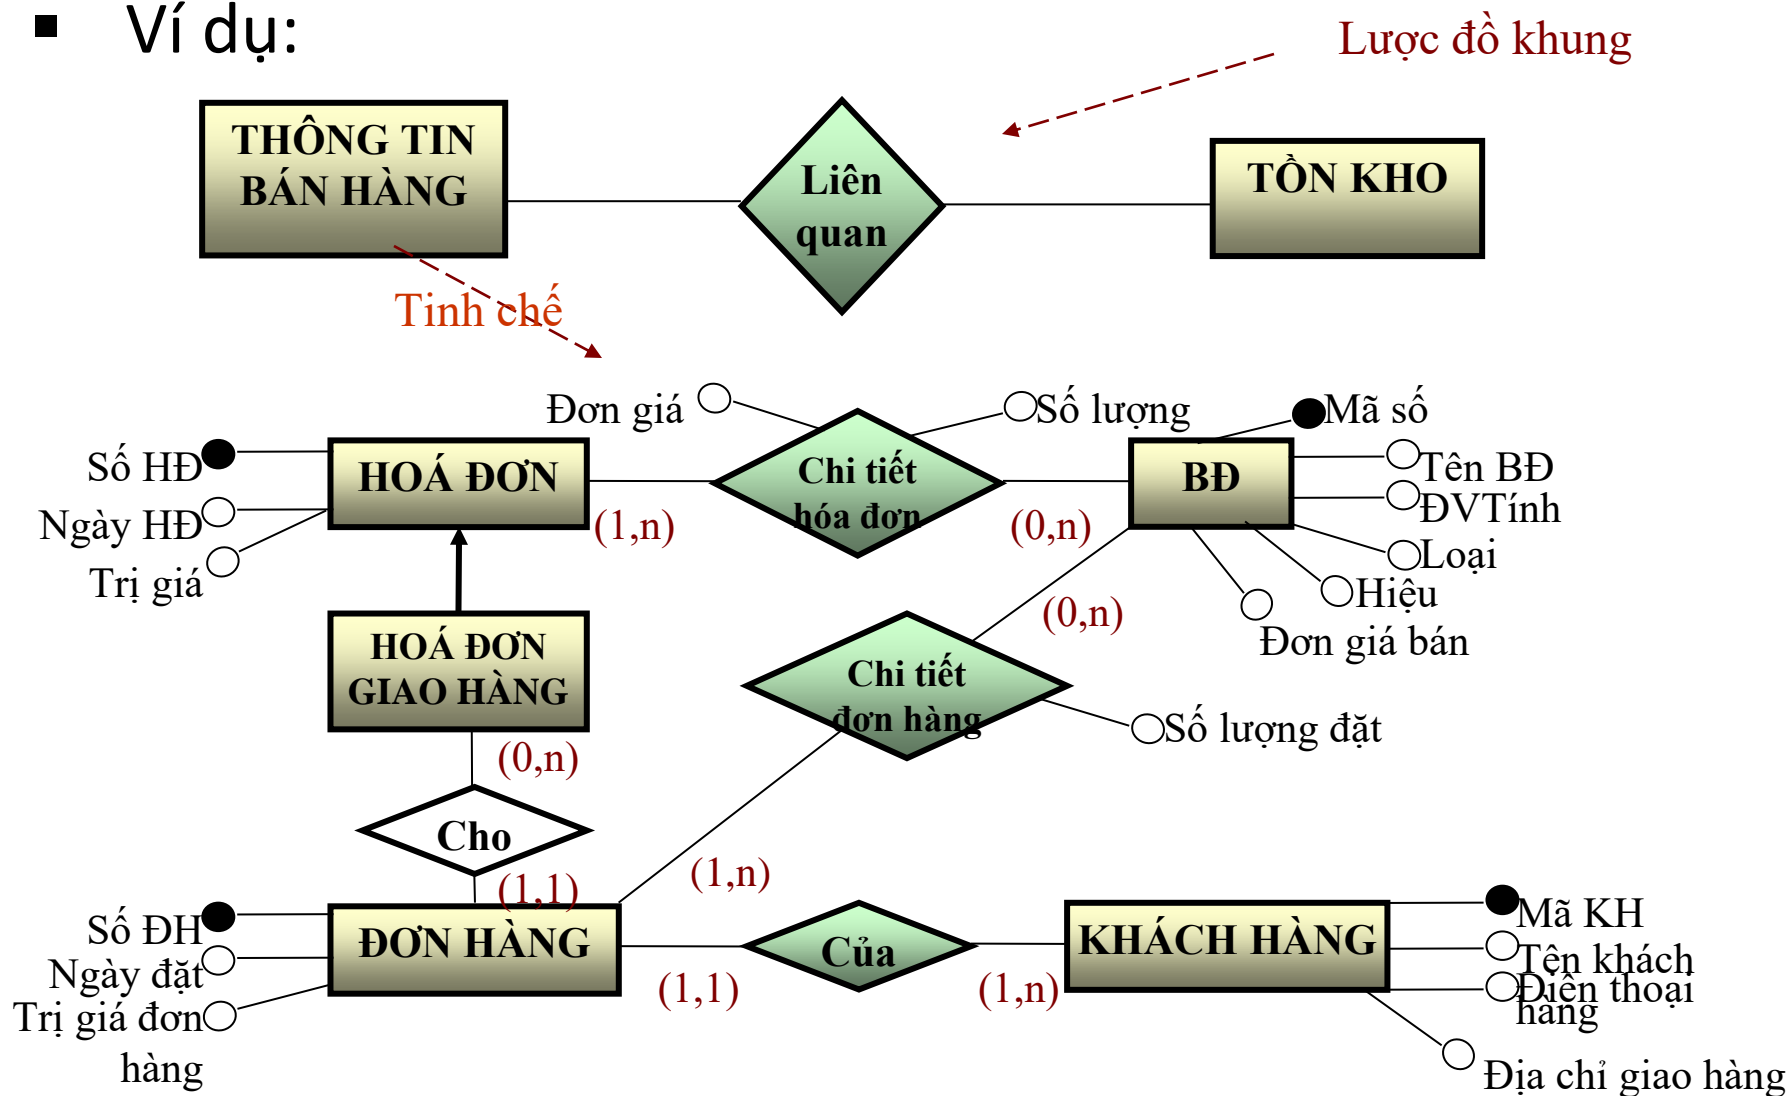 ▪ Ví dụ:
Lược đồ khung
THÔNG TIN
BÁN HÀNG
Liên
quan
TỒN KHO
Tinh chế
Đơn giá
Số lượng
Mã số
Số HĐ
HOÁ ĐƠN
Chi tiết
hóa đơn
BĐ
Tên BĐ
ĐVTính
Ngày HĐ
(1,n)
(0,n)
Loại
Trị giá
Hiệu
(0,n)
Đơn giá bán
HOÁ ĐƠN
GIAO HÀNG
Chi tiết
đơn hàng
Số lượng đặt
(0,n)
Cho
(1,1)
(1,n)
Số ĐH
ĐƠN HÀNG
Của
KHÁCH HÀNG
Mã KH
Ngày đặt
Tên khách
hàng
Điện thoại
(1,1)
(1,n)
Trị giá đơn
hàng
Địa chỉ giao hàng